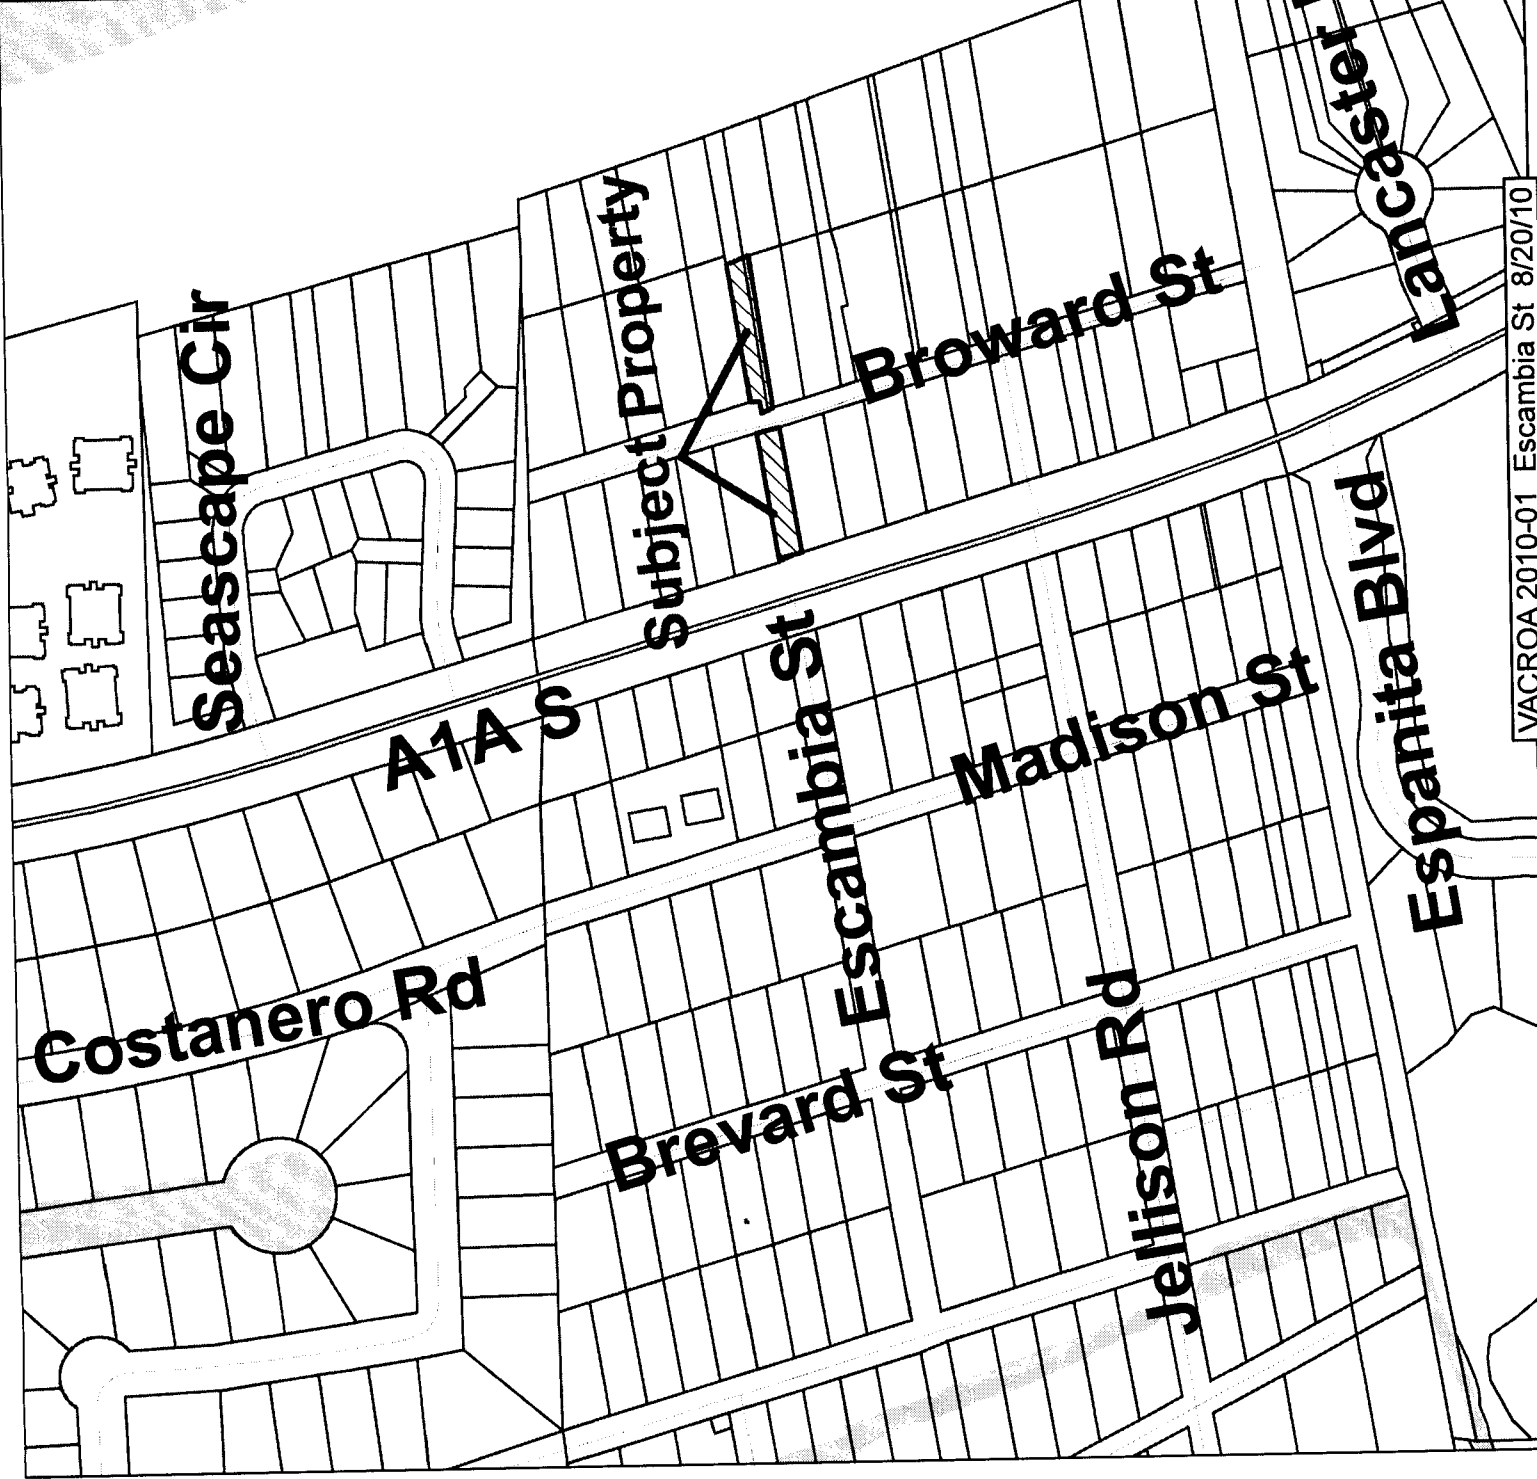 Seascape Cir
Subject Property
Lancaster
Broward St
A1A S
Escambia St
Madison St
Espanita Blvd
Costanero Rd
Brevard St
Jellison Rd
VACROA 2010-01 Escambia St 8/20/10